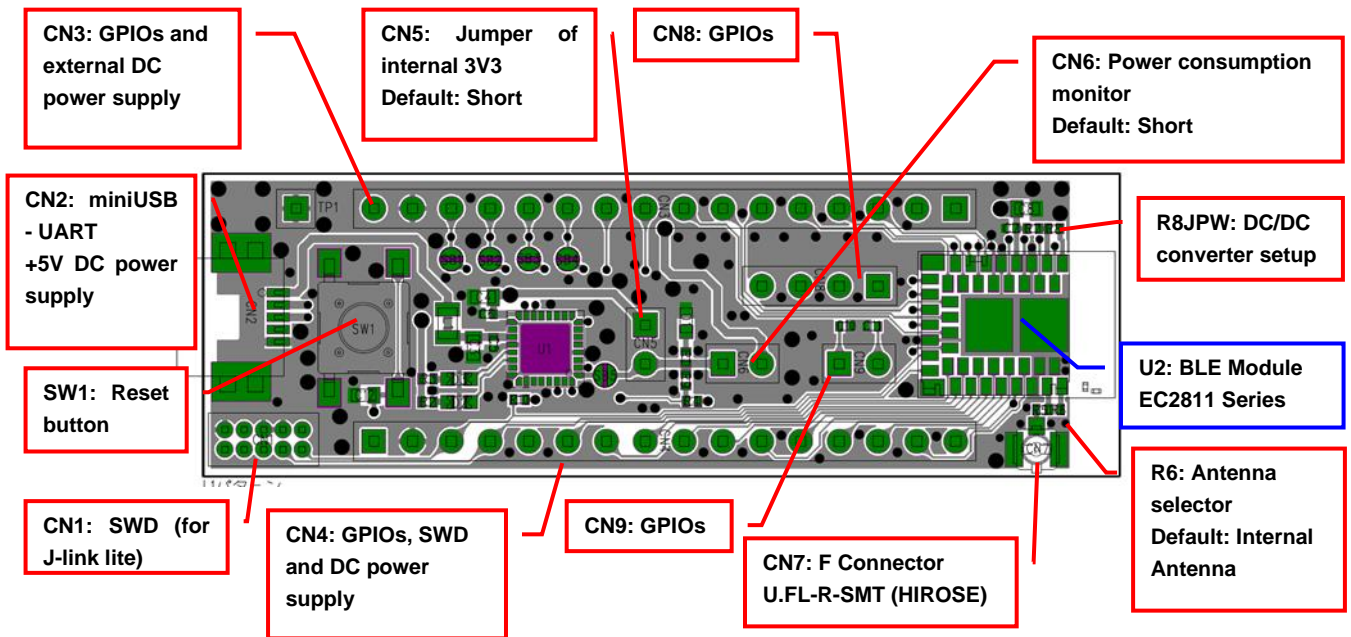 CN3: GPIOs and
external DC
power supply
CN5: Jumper of
internal 3V3
Default: Short
CN8: GPIOs
CN6: Power consumption
monitor
Default: Short
CN2: miniUSB
- UART
+5V DC power
supply
R8JPW: DC/DC
converter setup
SW1: Reset
button
U2: BLE Module
EC2811 Series
CN1: SWD (for
J-link lite)
CN4: GPIOs, SWD
and DC power
supply
CN9: GPIOs
CN7: F Connector
U.FL-R-SMT (HIROSE)
R6: Antenna
selector
Default: Internal
Antenna
TP1
CN3
CN8
CN2
SW1
U1
CN5
CN6
CN9
CN7